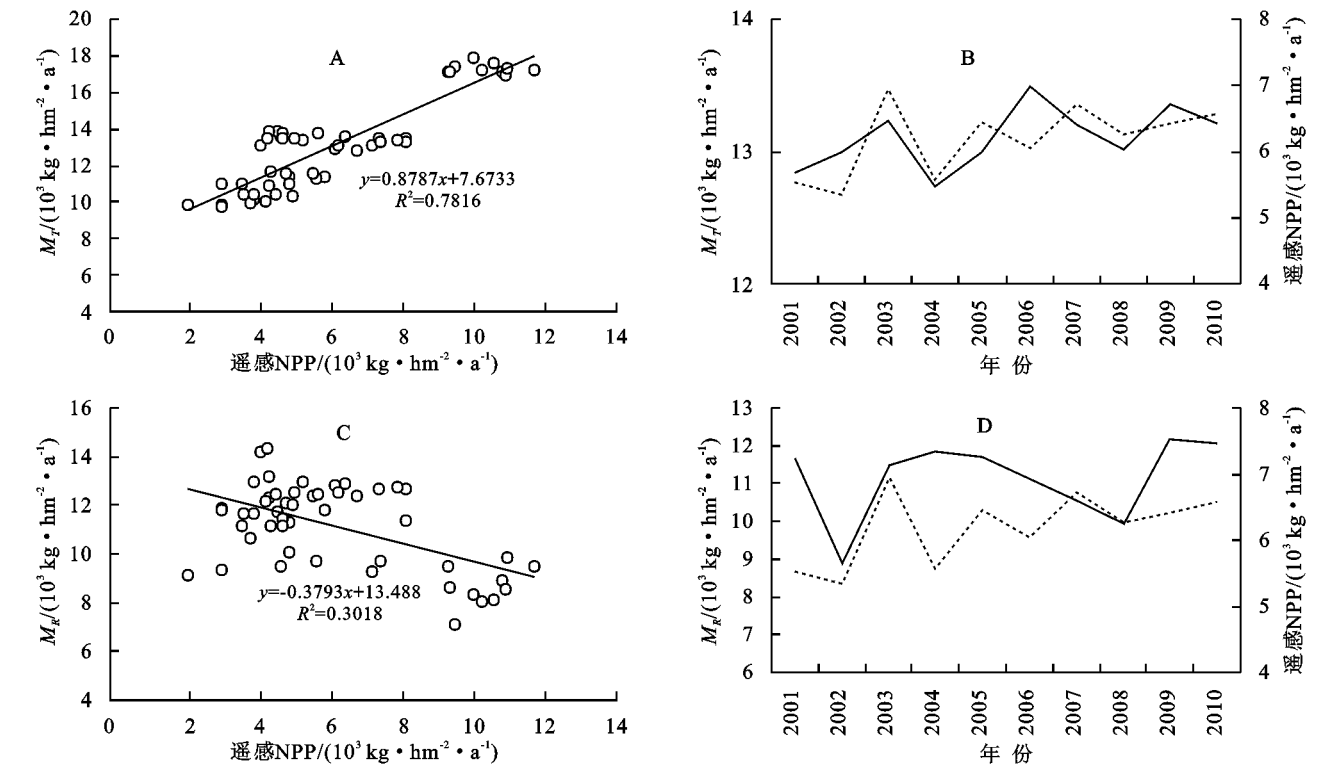 A
M_T/(10³ kg·hm⁻²·a⁻¹)
20
18
16
14
12
10
8
6
4
y=0.8787x+7.6733
R²=0.7816
0 2 4 6 8 10 12 14
遥感NPP/(10³ kg·hm⁻²·a⁻¹)
B
M_T/(10³ kg·hm⁻²·a⁻¹)
14
13
12
8
7
6
5
4
遥感NPP/(10³ kg·hm⁻²·a⁻¹)
2001 2002 2003 2004 2005 2006 2007 2008 2009 2010
年 份
C
M_R/(10³ kg·hm⁻²·a⁻¹)
16
14
12
10
8
6
4
y=-0.3793x+13.488
R²=0.3018
0 2 4 6 8 10 12 14
遥感NPP/(10³ kg·hm⁻²·a⁻¹)
D
M_R/(10³ kg·hm⁻²·a⁻¹)
13
12
11
10
9
8
7
6
8
7
6
5
4
遥感NPP/(10³ kg·hm⁻²·a⁻¹)
2001 2002 2003 2004 2005 2006 2007 2008 2009 2010
年 份